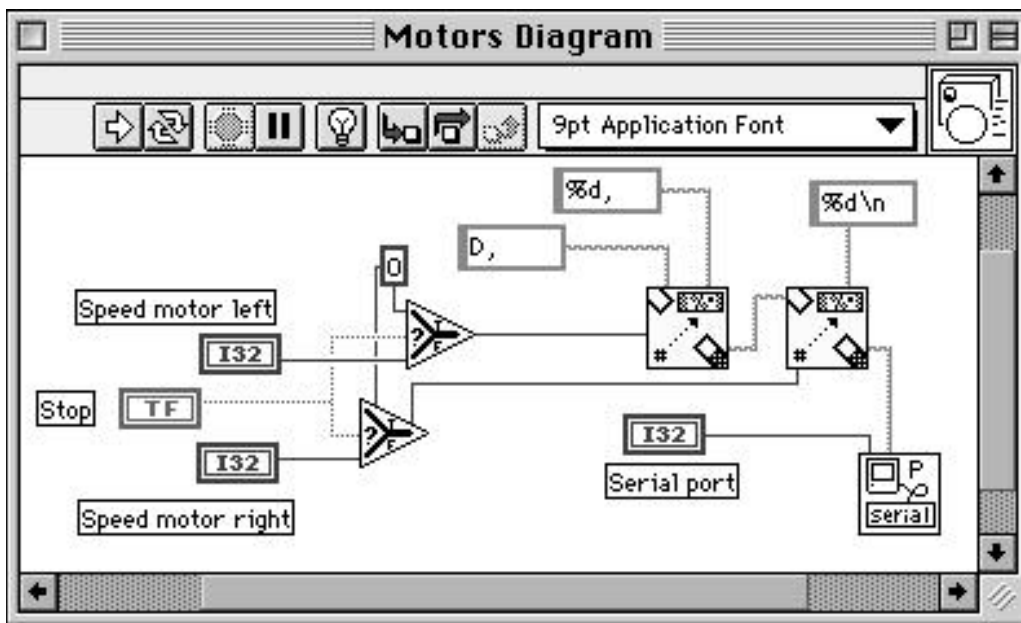 Motors Diagram
9pt Application Font
%d,
%d\n
D,
0
Speed motor left
T
?
F
I32
#
#
Stop
TF
T
?
F
I32
I32
Serial port
P
serial
Speed motor right